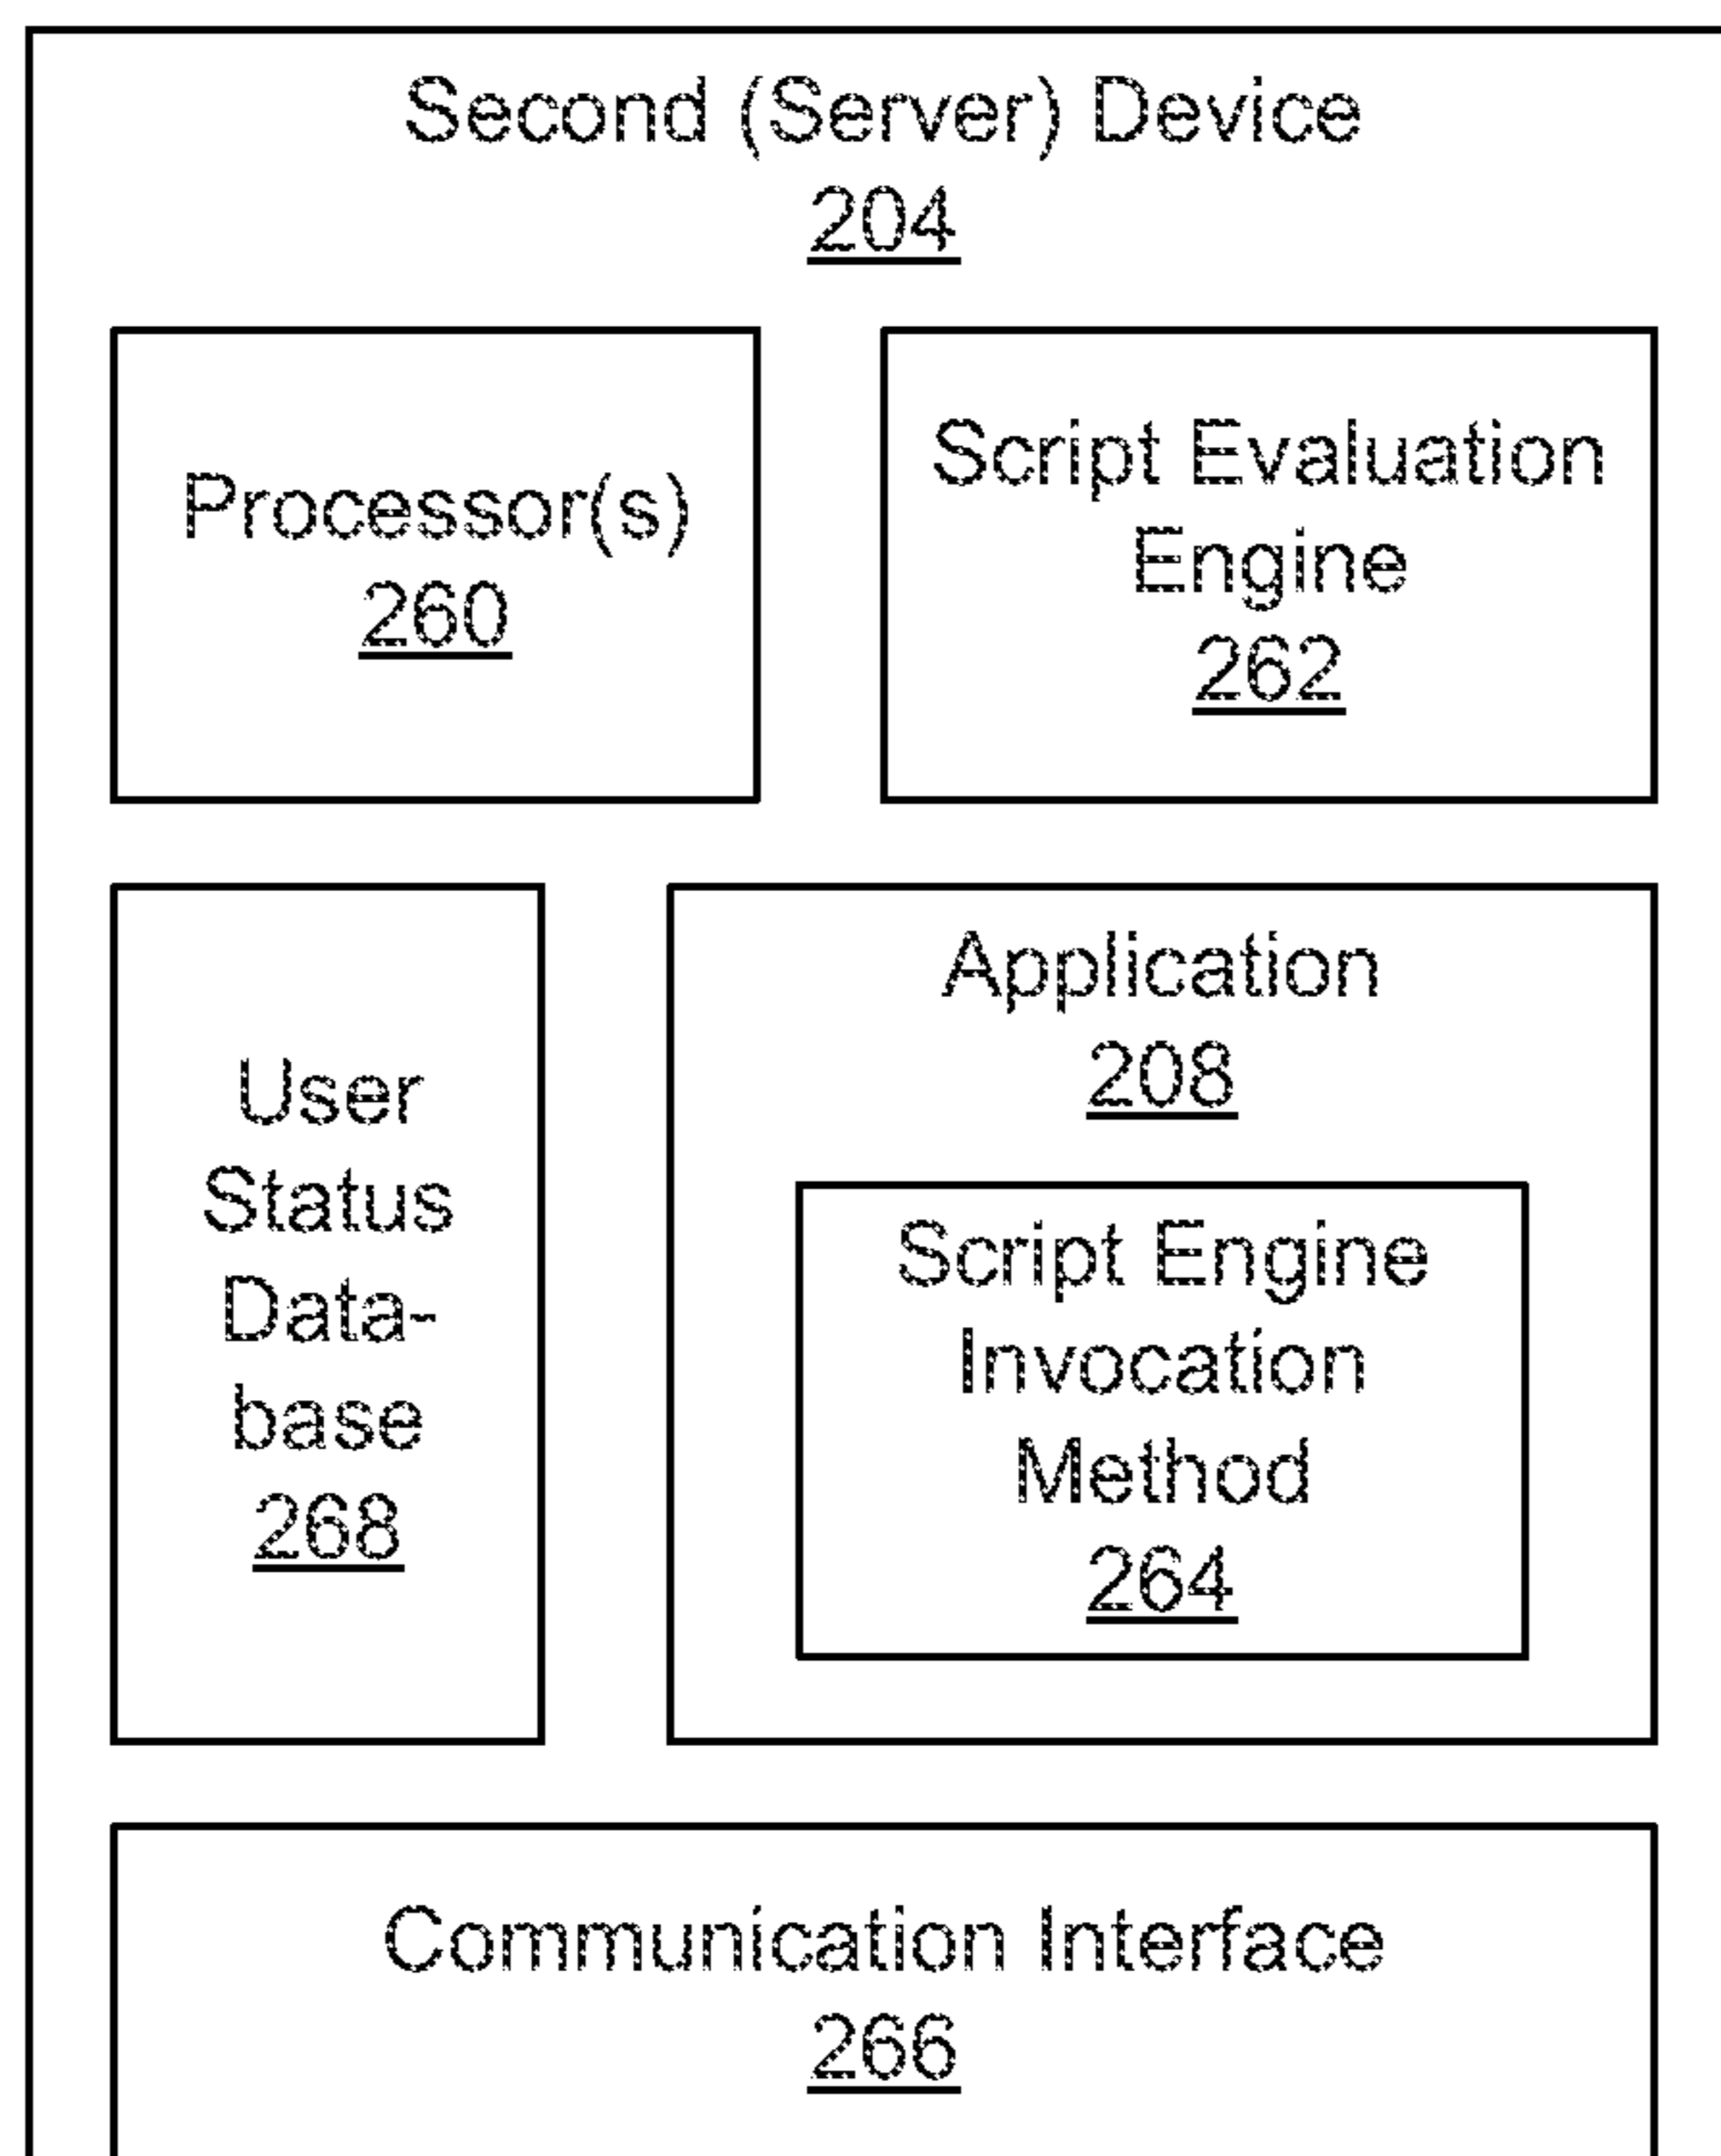 Second (Server) Device
204
Processor(s)
260
Script Evaluation
Engine
262
User
Status
Data-
base
268
Application
208
Script Engine
Invocation
Method
264
Communication Interface
266